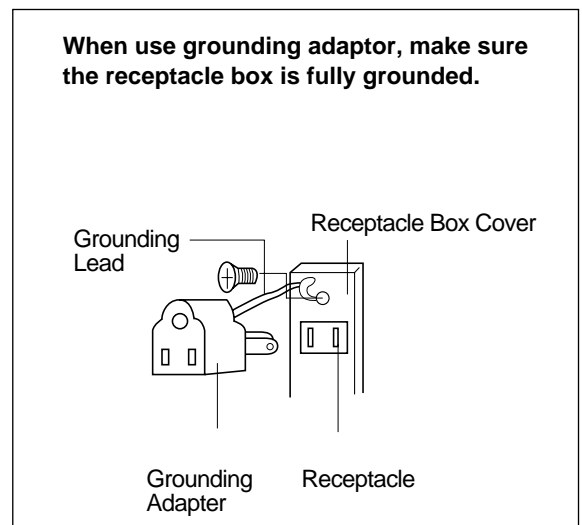 When use grounding adaptor, make sure
the receptacle box is fully grounded.
Receptacle Box Cover
Grounding
Lead
Grounding
Adapter
Receptacle